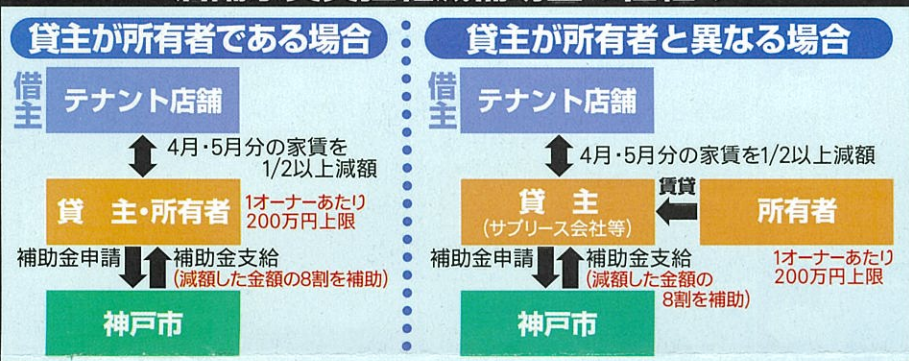 貸主が所有者である場合
借主
テナント店舗
4月・5月分の家賃を
1/2以上減額
貸 主・所有者
1オーナーあたり
200万円上限
補助金申請
補助金支給
(減額した金額の8割を補助)
神戸市
貸主が所有者と異なる場合
借主
テナント店舗
4月・5月分の家賃を1/2以上減額
貸 主
(サブリース会社等)
賃貸
所有者
1オーナーあたり
200万円上限
補助金申請
補助金支給
(減額した金額の
8割を補助)
神戸市